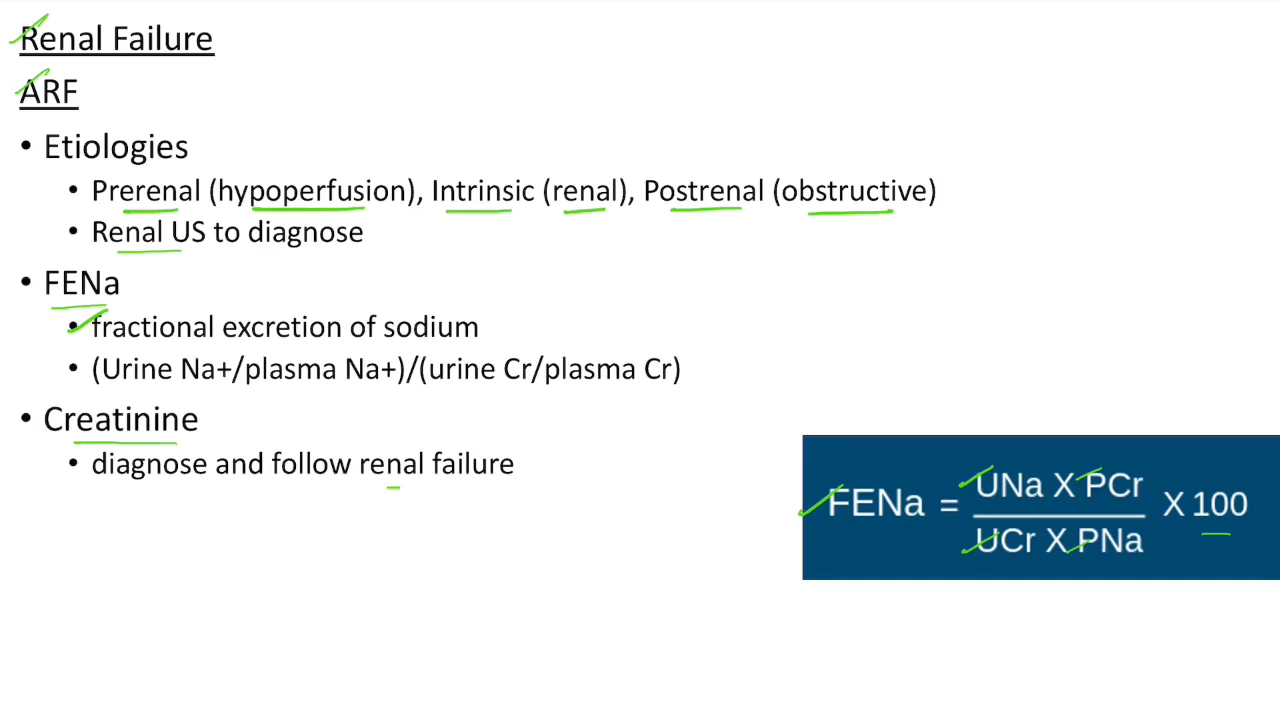 Renal Failure
ARF
• Etiologies
• Prerenal (hypoperfusion), Intrinsic (renal), Postrenal (obstructive)
• Renal US to diagnose
• FENa
• fractional excretion of sodium
• (Urine Na+/plasma Na+)/(urine Cr/plasma Cr)
• Creatinine
• diagnose and follow renal failure
UNa X PCr
FENa = X 100
UCr X PNa